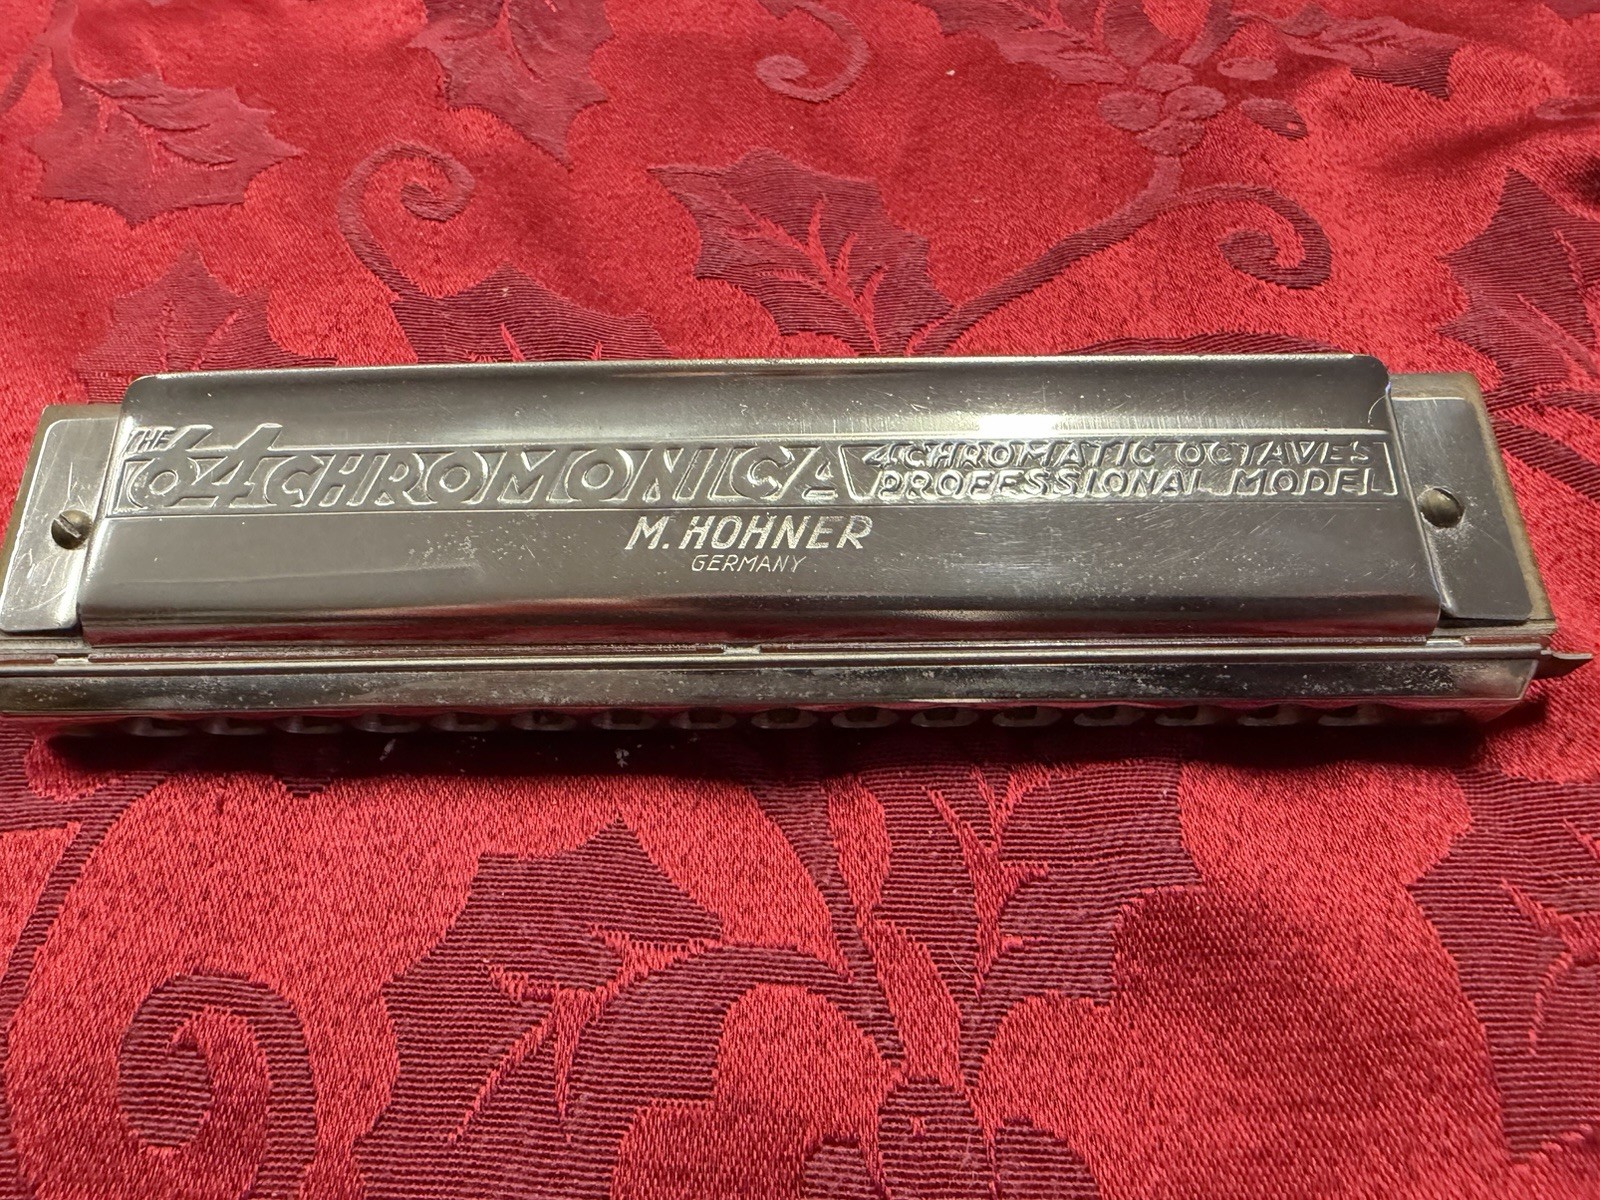 THE
64 CHROMONICA
4 CHROMATIC OCTAVES
PROFESSIONAL MODEL
M. HOHNER
GERMANY